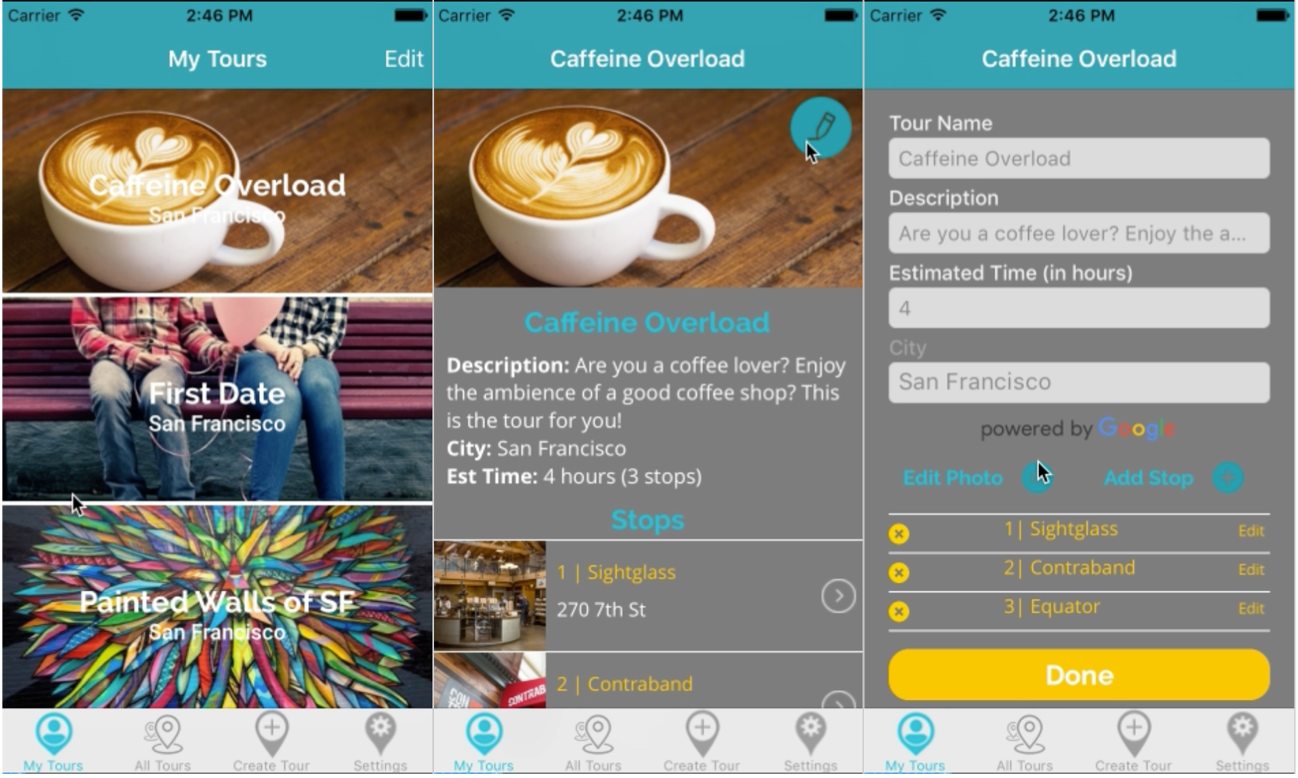 Carrier 2:46 PM
My Tours Edit
Caffeine Overload
San Francisco
First Date
San Francisco
Painted Walls of SF
San Francisco
My Tours All Tours Create Tour Settings
Carrier 2:46 PM
Caffeine Overload
Caffeine Overload
Description: Are you a coffee lover? Enjoy
the ambience of a good coffee shop? This
is the tour for you!
City: San Francisco
Est Time: 4 hours (3 stops)
Stops
1 | Sightglass
270 7th St
2 | Contraband
My Tours All Tours Create Tour Settings
Carrier 2:46 PM
Caffeine Overload
Tour Name
Caffeine Overload
Description
Are you a coffee lover? Enjoy the a...
Estimated Time (in hours)
4
City
San Francisco
powered by Google
Edit Photo Add Stop
1| Sightglass Edit
2| Contraband Edit
3| Equator Edit
Done
My Tours All Tours Create Tour Settings